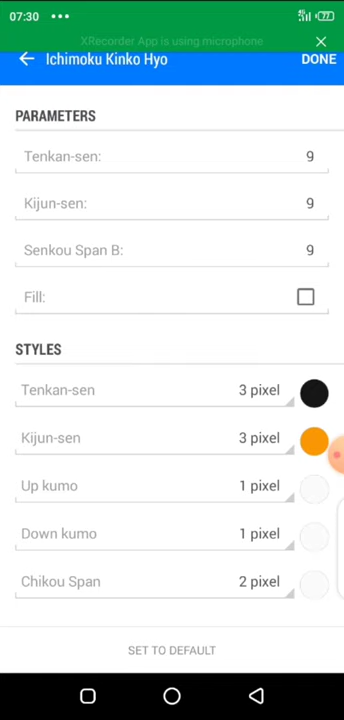 07:30
4G 77
XRecorder App is using microphone
Ichimoku Kinko Hyo DONE
PARAMETERS
Tenkan-sen: 9
Kijun-sen: 9
Senkou Span B: 9
Fill:
STYLES
Tenkan-sen 3 pixel
Kijun-sen 3 pixel
Up kumo 1 pixel
Down kumo 1 pixel
Chikou Span 2 pixel
SET TO DEFAULT